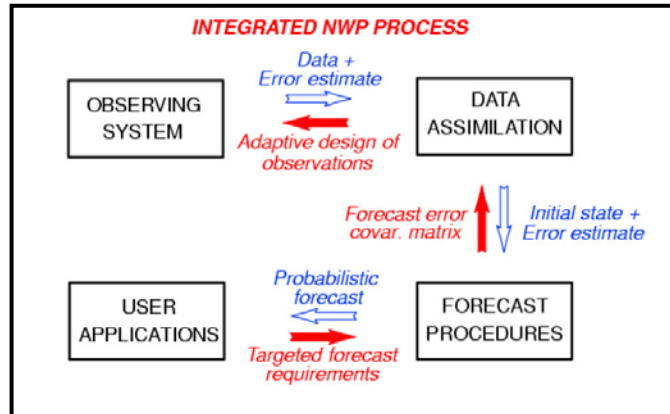 INTEGRATED NWP PROCESS
OBSERVING
SYSTEM
Data +
Error estimate
Adaptive design of
observations
DATA
ASSIMILATION
Forecast error
covar. matrix
Initial state +
Error estimate
USER
APPLICATIONS
Probabilistic
forecast
Targeted forecast
requirements
FORECAST
PROCEDURES